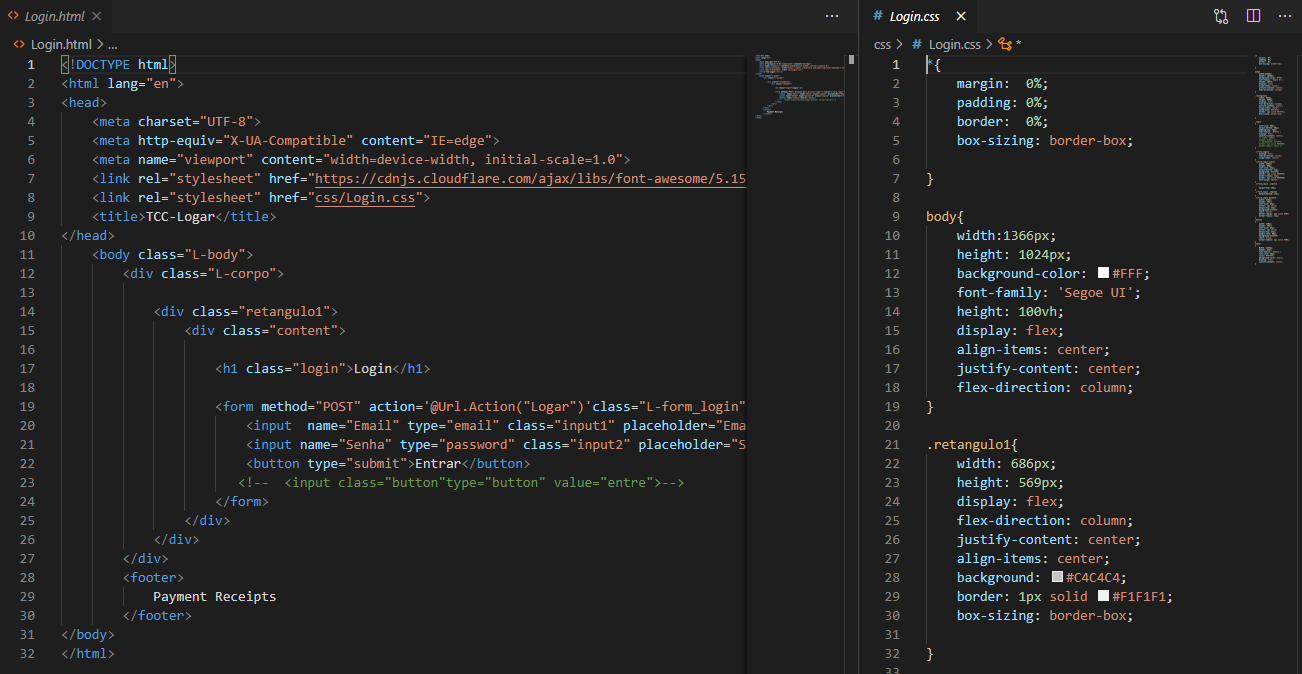 Login.html
Login.html > ...
1 <!DOCTYPE html>
2 <html lang="en">
3 <head>
4 <meta charset="UTF-8">
5 <meta http-equiv="X-UA-Compatible" content="IE=edge">
6 <meta name="viewport" content="width=device-width, initial-scale=1.0">
7 <link rel="stylesheet" href="https://cdnjs.cloudflare.com/ajax/libs/font-awesome/5.15
8 <link rel="stylesheet" href="css/Login.css">
9 <title>TCC-Logar</title>
10 </head>
11 <body class="L-body">
12 <div class="L-corpo">
13
14 <div class="retangulo1">
15 <div class="content">
16
17 <h1 class="login">Login</h1>
18
19 <form method="POST" action='@Url.Action("Logar")'class="L-form_login"
20 <input  name="Email" type="email" class="input1" placeholder="Ema
21 <input name="Senha" type="password" class="input2" placeholder="S
22 <button type="submit">Entrar</button>
23 <!--  <input class="button"type="button" value="entre">-->
24 </form>
25 </div>
26 </div>
27 </div>
28 <footer>
29 Payment Receipts
30 </footer>
31 </body>
32 </html>
# Login.css
css > # Login.css > *
1 *{
2 margin:  0%;
3 padding: 0%;
4 border:  0%;
5 box-sizing: border-box;
6
7 }
8
9 body{
10 width:1366px;
11 height: 1024px;
12 background-color: #FFF;
13 font-family: 'Segoe UI';
14 height: 100vh;
15 display: flex;
16 align-items: center;
17 justify-content: center;
18 flex-direction: column;
19 }
20
21 .retangulo1{
22 width: 686px;
23 height: 569px;
24 display: flex;
25 flex-direction: column;
26 justify-content: center;
27 align-items: center;
28 background: #C4C4C4;
29 border: 1px solid #F1F1F1;
30 box-sizing: border-box;
31
32 }
33